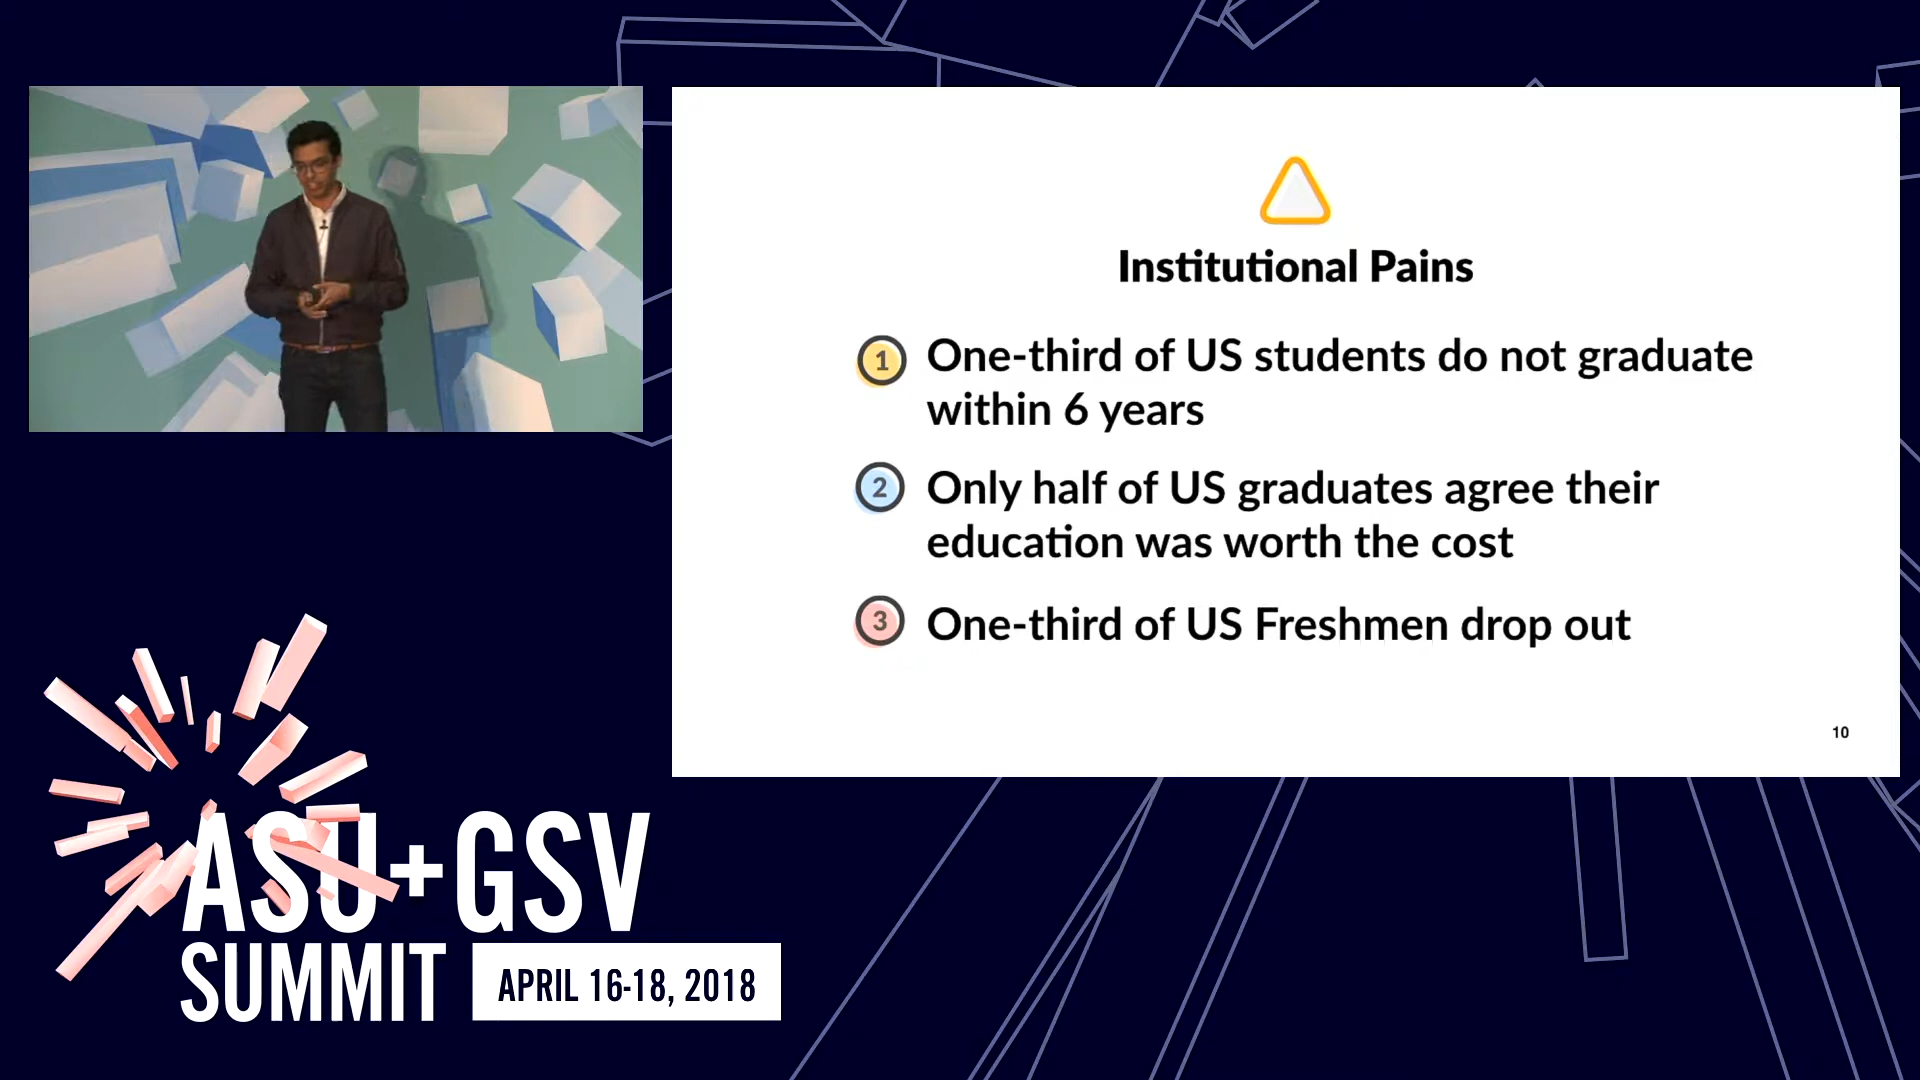 Institutional Pains
1 One-third of US students do not graduate
within 6 years
2 Only half of US graduates agree their
education was worth the cost
3 One-third of US Freshmen drop out
10
ASU+GSV
SUMMIT
APRIL 16-18, 2018